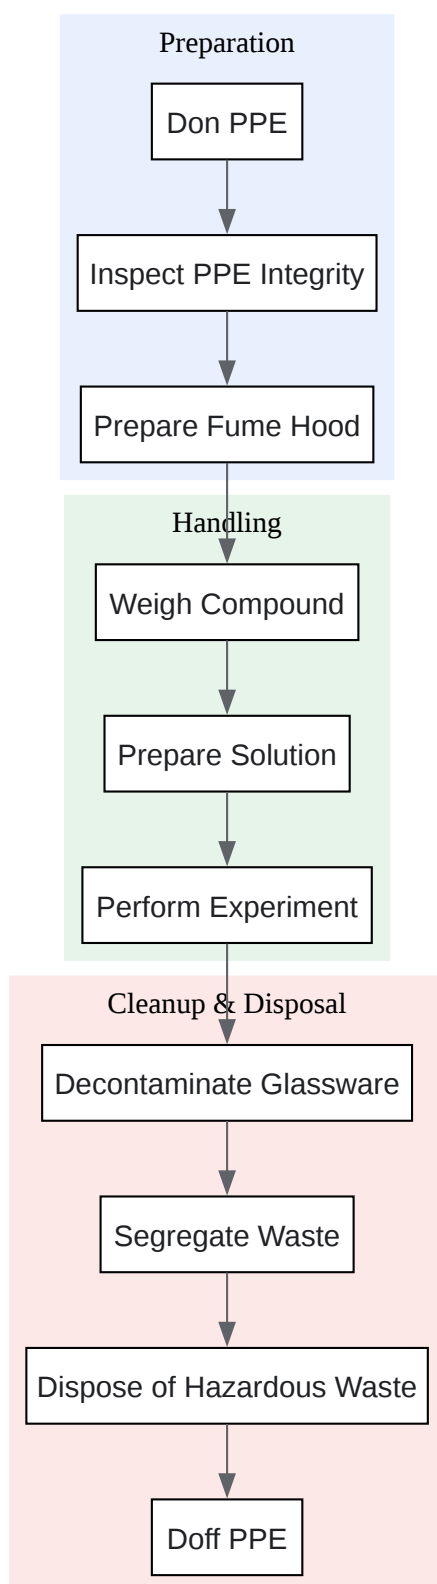 Preparation
Don PPE
Inspect PPE Integrity
Prepare Fume Hood
Handling
Weigh Compound
Prepare Solution
Perform Experiment
Cleanup & Disposal
Decontaminate Glassware
Segregate Waste
Dispose of Hazardous Waste
Doff PPE